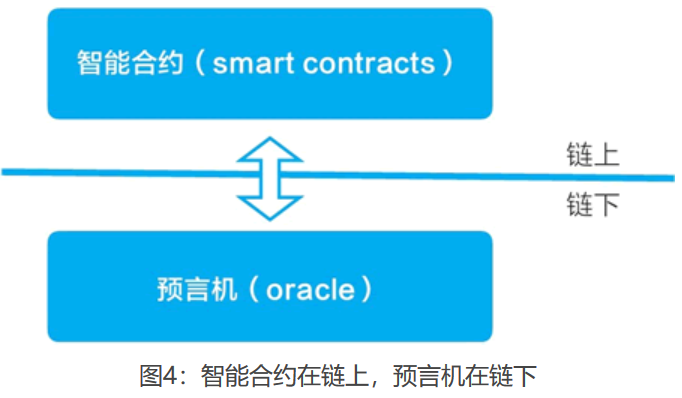 智能合约（smart contracts）
链上
链下
预言机（oracle）
图4：智能合约在链上，预言机在链下